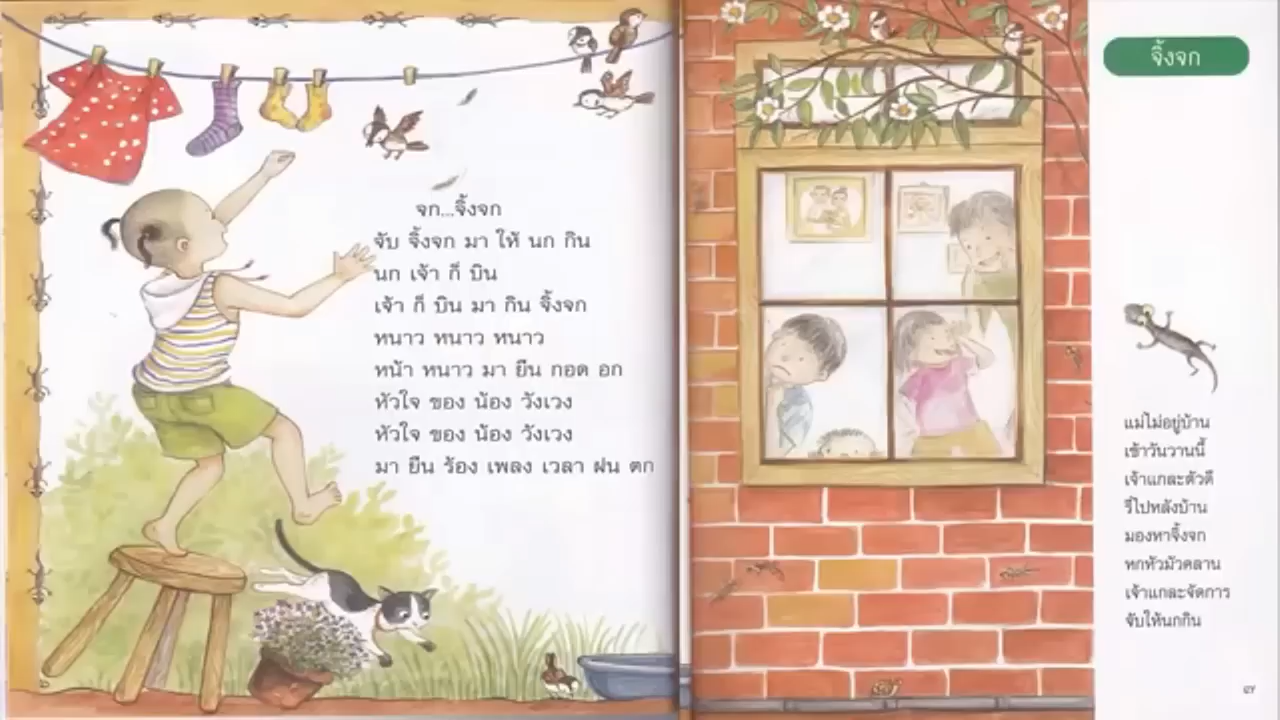 จก...จิ้งจก
จับ จิ้งจก มา ให้ นก กิน
นก เจ้า ก็ บิน
เจ้า ก็ บิน มา กิน จิ้งจก
หนาว หนาว หนาว
หน้า หนาว มา ยืน กอด อก
หัวใจ ของ น้อง วังเวง
หัวใจ ของ น้อง วังเวง
มา ยืน ร้อง เพลง เวลา ฝน ตก
จิ้งจก
แม่ไม่อยู่บ้าน
เช้าวันวานนี้
เจ้าแกละตัวดี
รี่ไปหลังบ้าน
มองหาจิ้งจก
หกหัวมัวคลาน
เจ้าแกละจัดการ
จับให้นกกิน